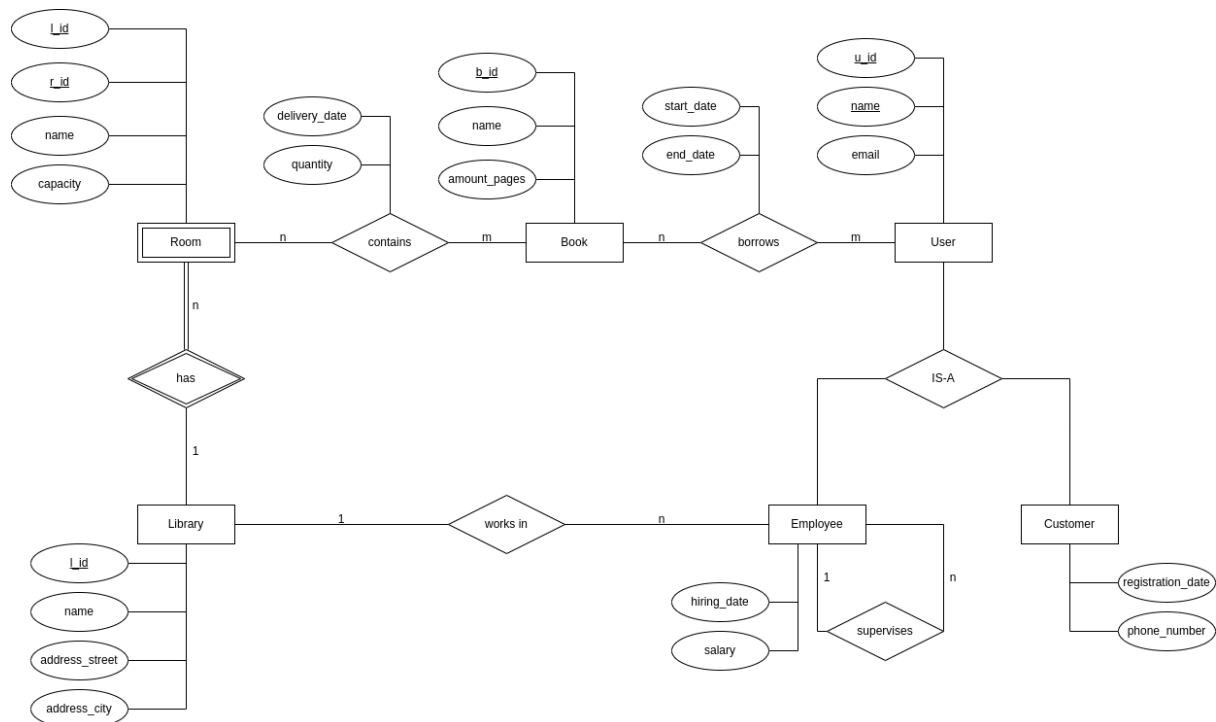 l_id
r_id
name
capacity
delivery_date
quantity
b_id
name
amount_pages
start_date
end_date
u_id
name
email
Room
n
contains
m
Book
n
borrows
m
User
n
has
1
IS-A
Library
1
works in
n
Employee
Customer
l_id
name
address_street
address_city
hiring_date
salary
1
n
supervises
registration_date
phone_number